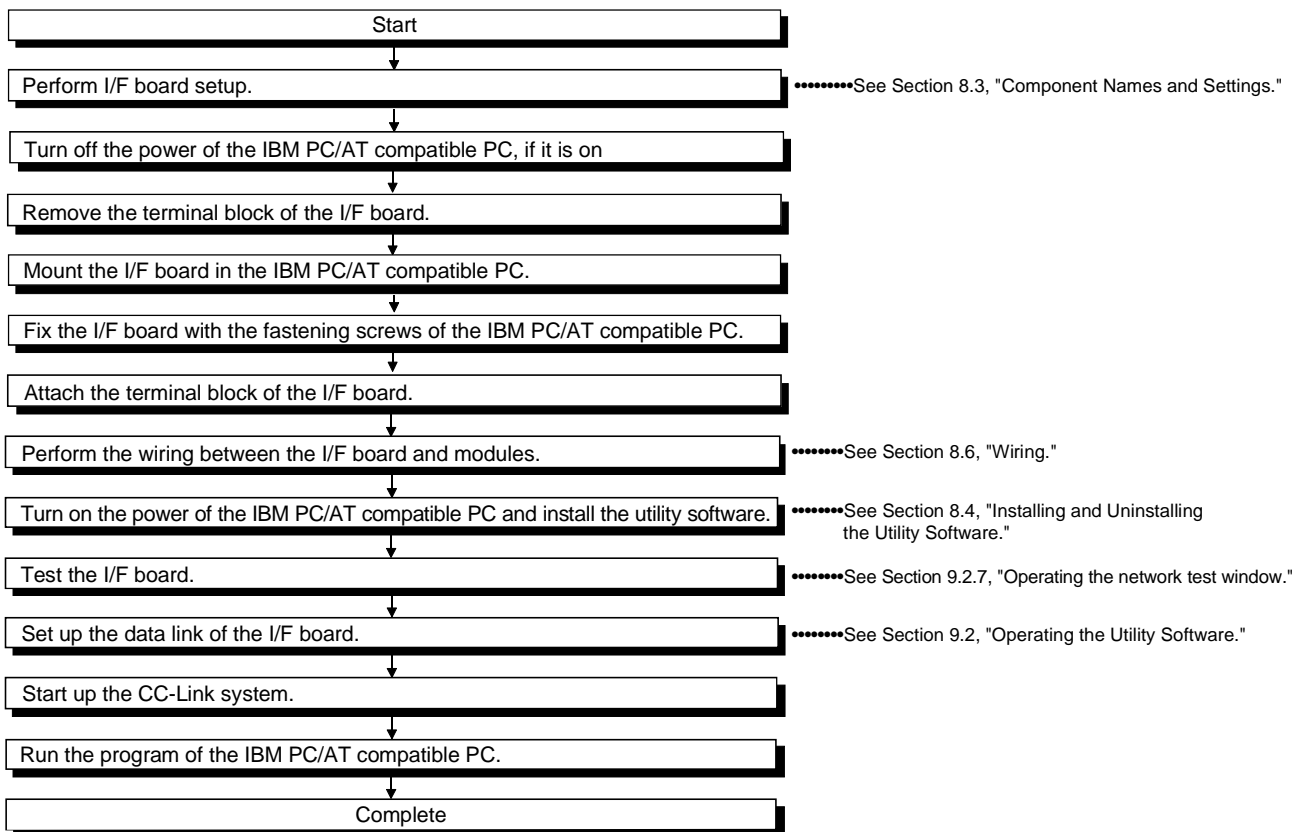 Start
Perform I/F board setup.
•••••••••See Section 8.3, "Component Names and Settings."
Turn off the power of the IBM PC/AT compatible PC, if it is on
Remove the terminal block of the I/F board.
Mount the I/F board in the IBM PC/AT compatible PC.
Fix the I/F board with the fastening screws of the IBM PC/AT compatible PC.
Attach the terminal block of the I/F board.
Perform the wiring between the I/F board and modules.
••••••••See Section 8.6, "Wiring."
Turn on the power of the IBM PC/AT compatible PC and install the utility software.
••••••••See Section 8.4, "Installing and Uninstalling
the Utility Software."
Test the I/F board.
••••••••See Section 9.2.7, "Operating the network test window."
Set up the data link of the I/F board.
••••••••See Section 9.2, "Operating the Utility Software."
Start up the CC-Link system.
Run the program of the IBM PC/AT compatible PC.
Complete